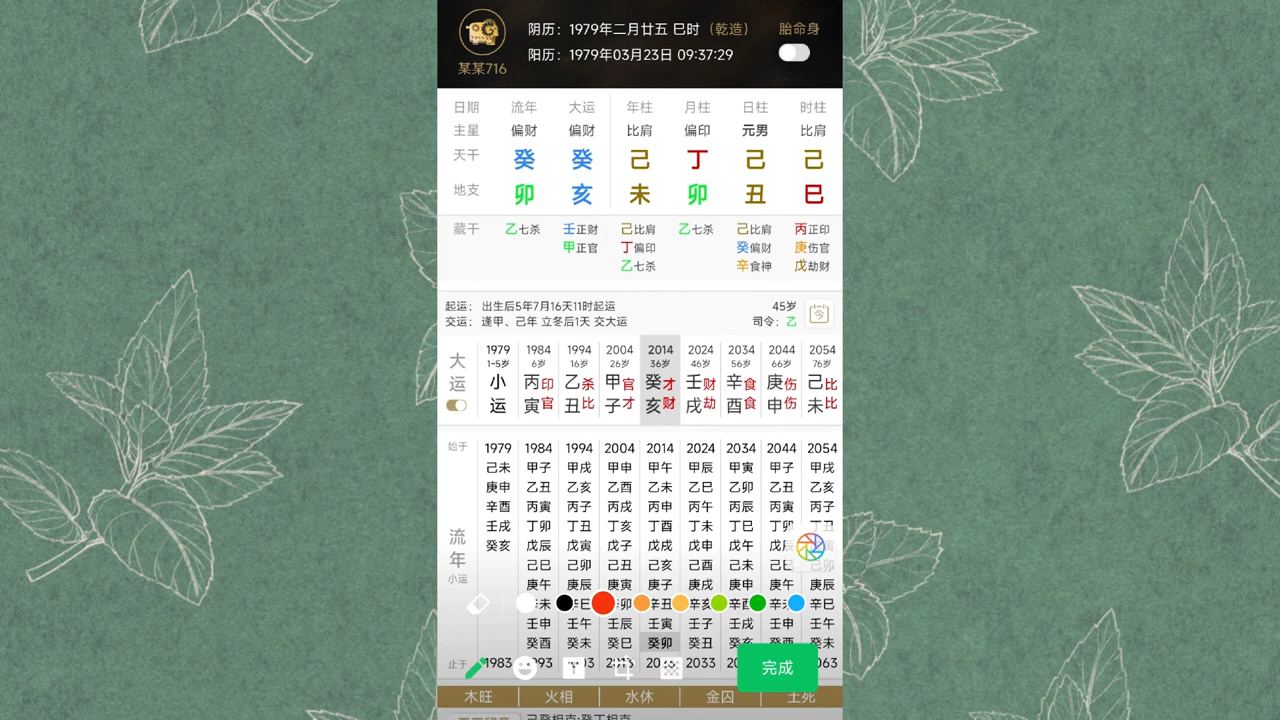 阴历：1979年二月廿五 巳时（乾造） 胎命身
阳历：1979年03月23日 09:37:29
某某716
日期 流年 大运 年柱 月柱 日柱 时柱
主星 偏财 偏财 比肩 偏印 元男 比肩
天干 癸 癸 己 丁 己 己
地支 卯 亥 未 卯 丑 巳
藏干 乙七杀 壬正财 己比肩 乙七杀 己比肩 丙正印
甲正官 丁偏印 癸偏财 庚伤官
乙七杀 辛食神 戊劫财
起运： 出生后5年7月16天11时起运 45岁
交运： 逢甲、己年 立冬后1天 交大运 司令：乙
今
大运
1979 1984 1994 2004 2014 2024 2034 2044 2054
1~5岁 6岁 16岁 26岁 36岁 46岁 56岁 66岁 76岁
小 丙印 乙杀 甲官 癸才 壬财 辛食 庚伤 己比
运 寅官 丑比 子才 亥财 戌劫 酉食 申伤 未比
始于 1979 1984 1994 2004 2014 2024 2034 2044 2054
己未 甲子 甲戌 甲申 甲午 甲辰 甲寅 甲子 甲戌
庚申 乙丑 乙亥 乙酉 乙未 乙巳 乙卯 乙丑 乙亥
辛酉 丙寅 丙子 丙戌 丙申 丙午 丙辰 丙寅 丙子
壬戌 丁卯 丁丑 丁亥 丁酉 丁未 丁巳 丁卯 丁丑
癸亥 戊辰 戊寅 戊子 戊戌 戊申 戊午
流年
小运
己巳 己卯 己丑 己亥 己酉 己未 己卯
庚午 庚辰 庚寅 庚子 庚戌 庚申 庚午 庚辰
辛巳
壬申 壬午 壬辰 壬寅 壬子 壬戌 壬申 壬午
癸酉 癸未 癸巳 癸卯 癸丑 癸亥 癸酉 癸未
止于 1983 2033
完成
木旺 火相 水休 金囚 土死
己癸相克;癸丁相克